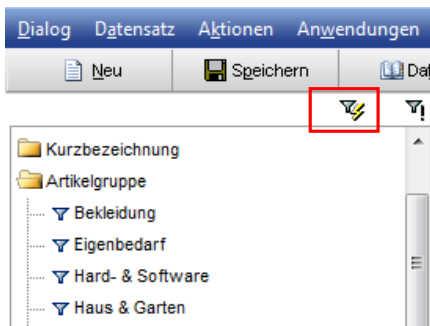 Dialog Datensatz Aktionen Anwendungen
Neu Speichern
Kurzbezeichnung
Artikelgruppe
Bekleidung
Eigenbedarf
Hard- & Software
Haus & Garten